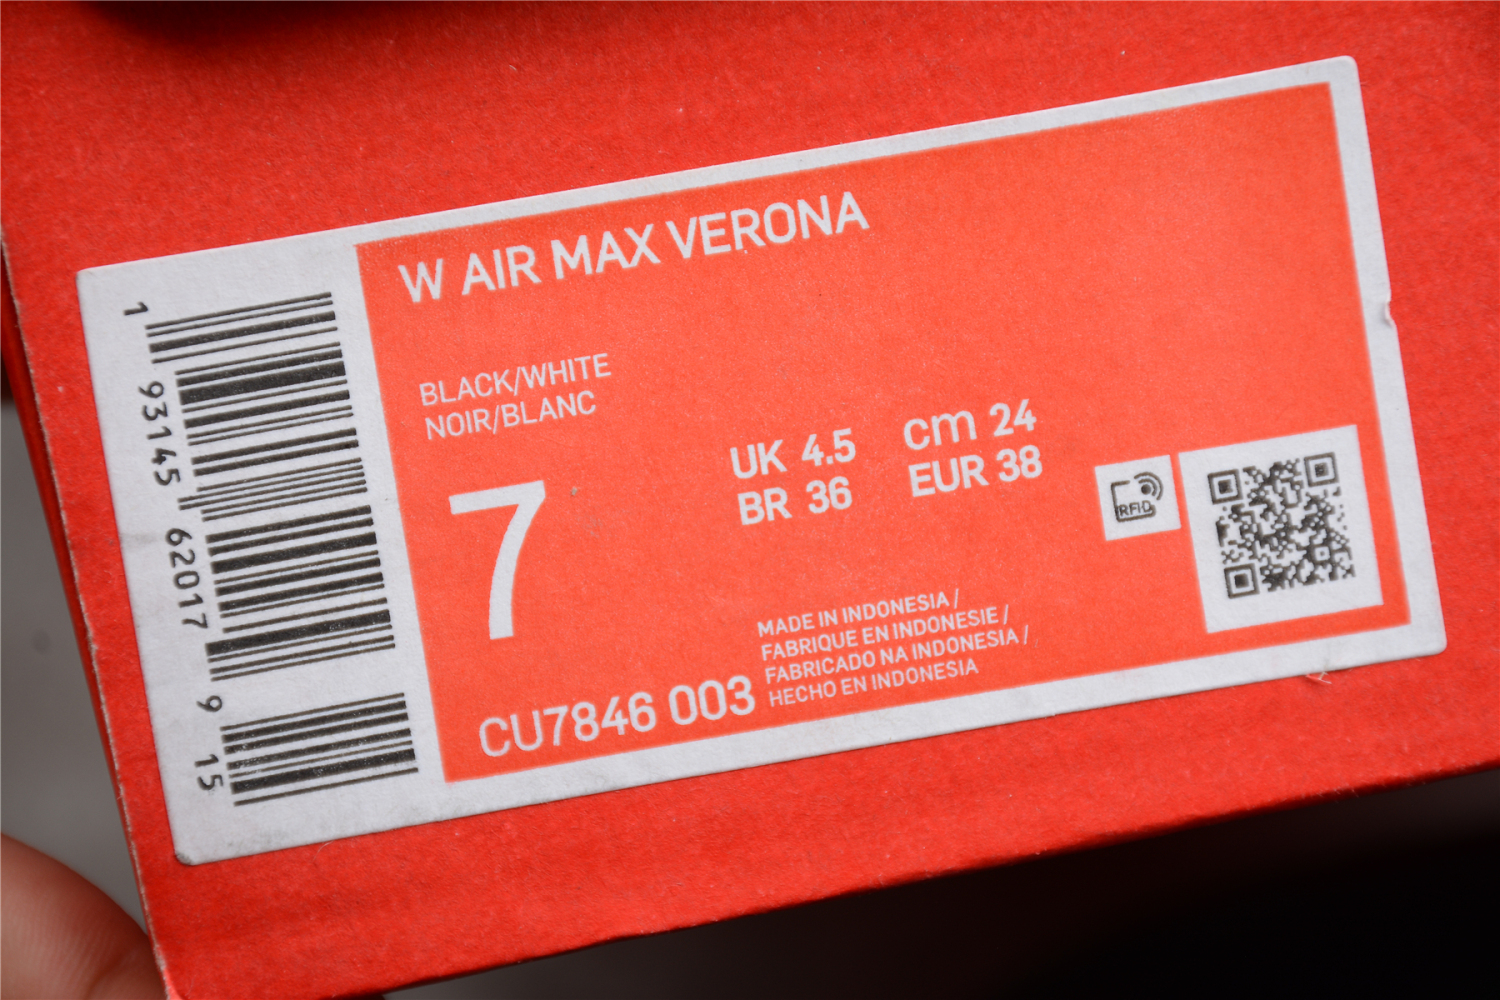 W AIR MAX VERONA
BLACK/WHITE
NOIR/BLANC
7
UK 4.5 cm 24
BR 36 EUR 38
RFID
MADE IN INDONESIA /
FABRIQUE EN INDONESIE /
FABRICADO NA INDONESIA /
HECHO EN INDONESIA
CU7846 003
1 93145 62017 9 15